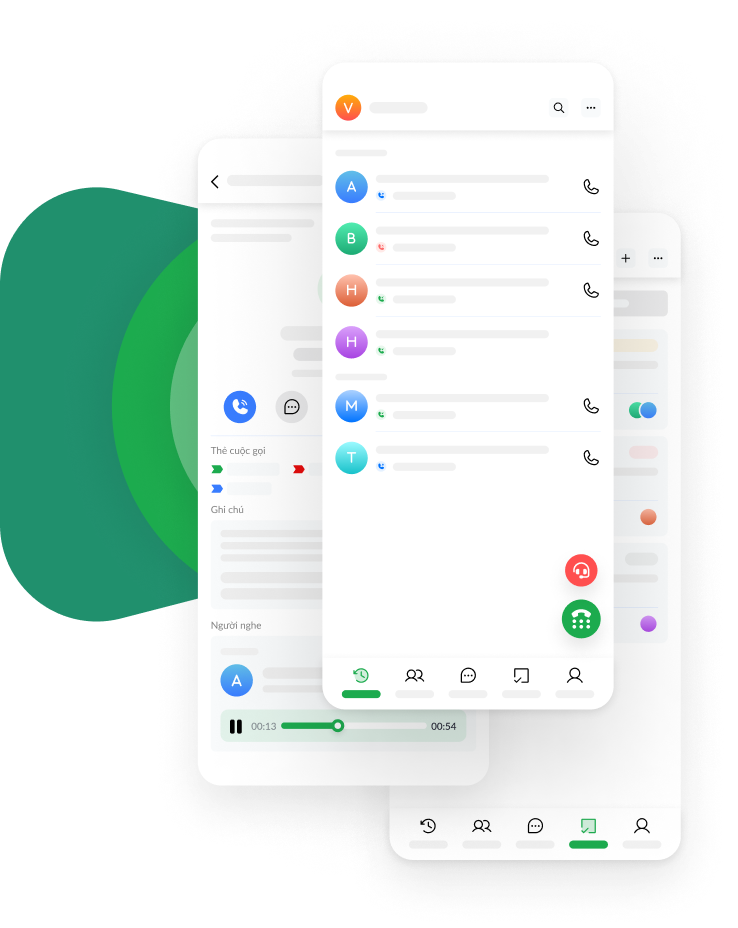 V
A
B
H
H
M
T
Thẻ cuộc gọi
Ghi chú
Người nghe
A
00:13 00:54